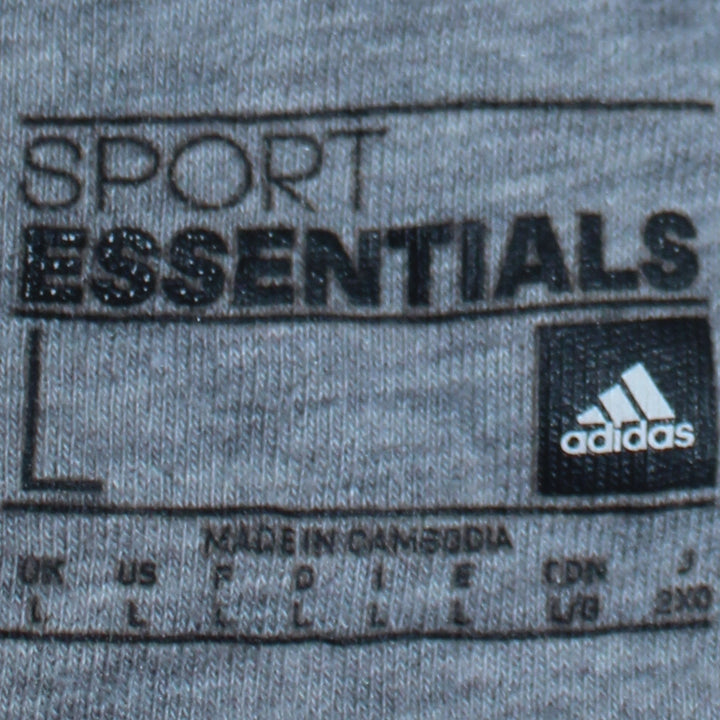 SPORT
ESSENTIALS
L
adidas
MADE IN CAMBODIA
UK US F D I E CDN J
L L L L L L L/G 2XO